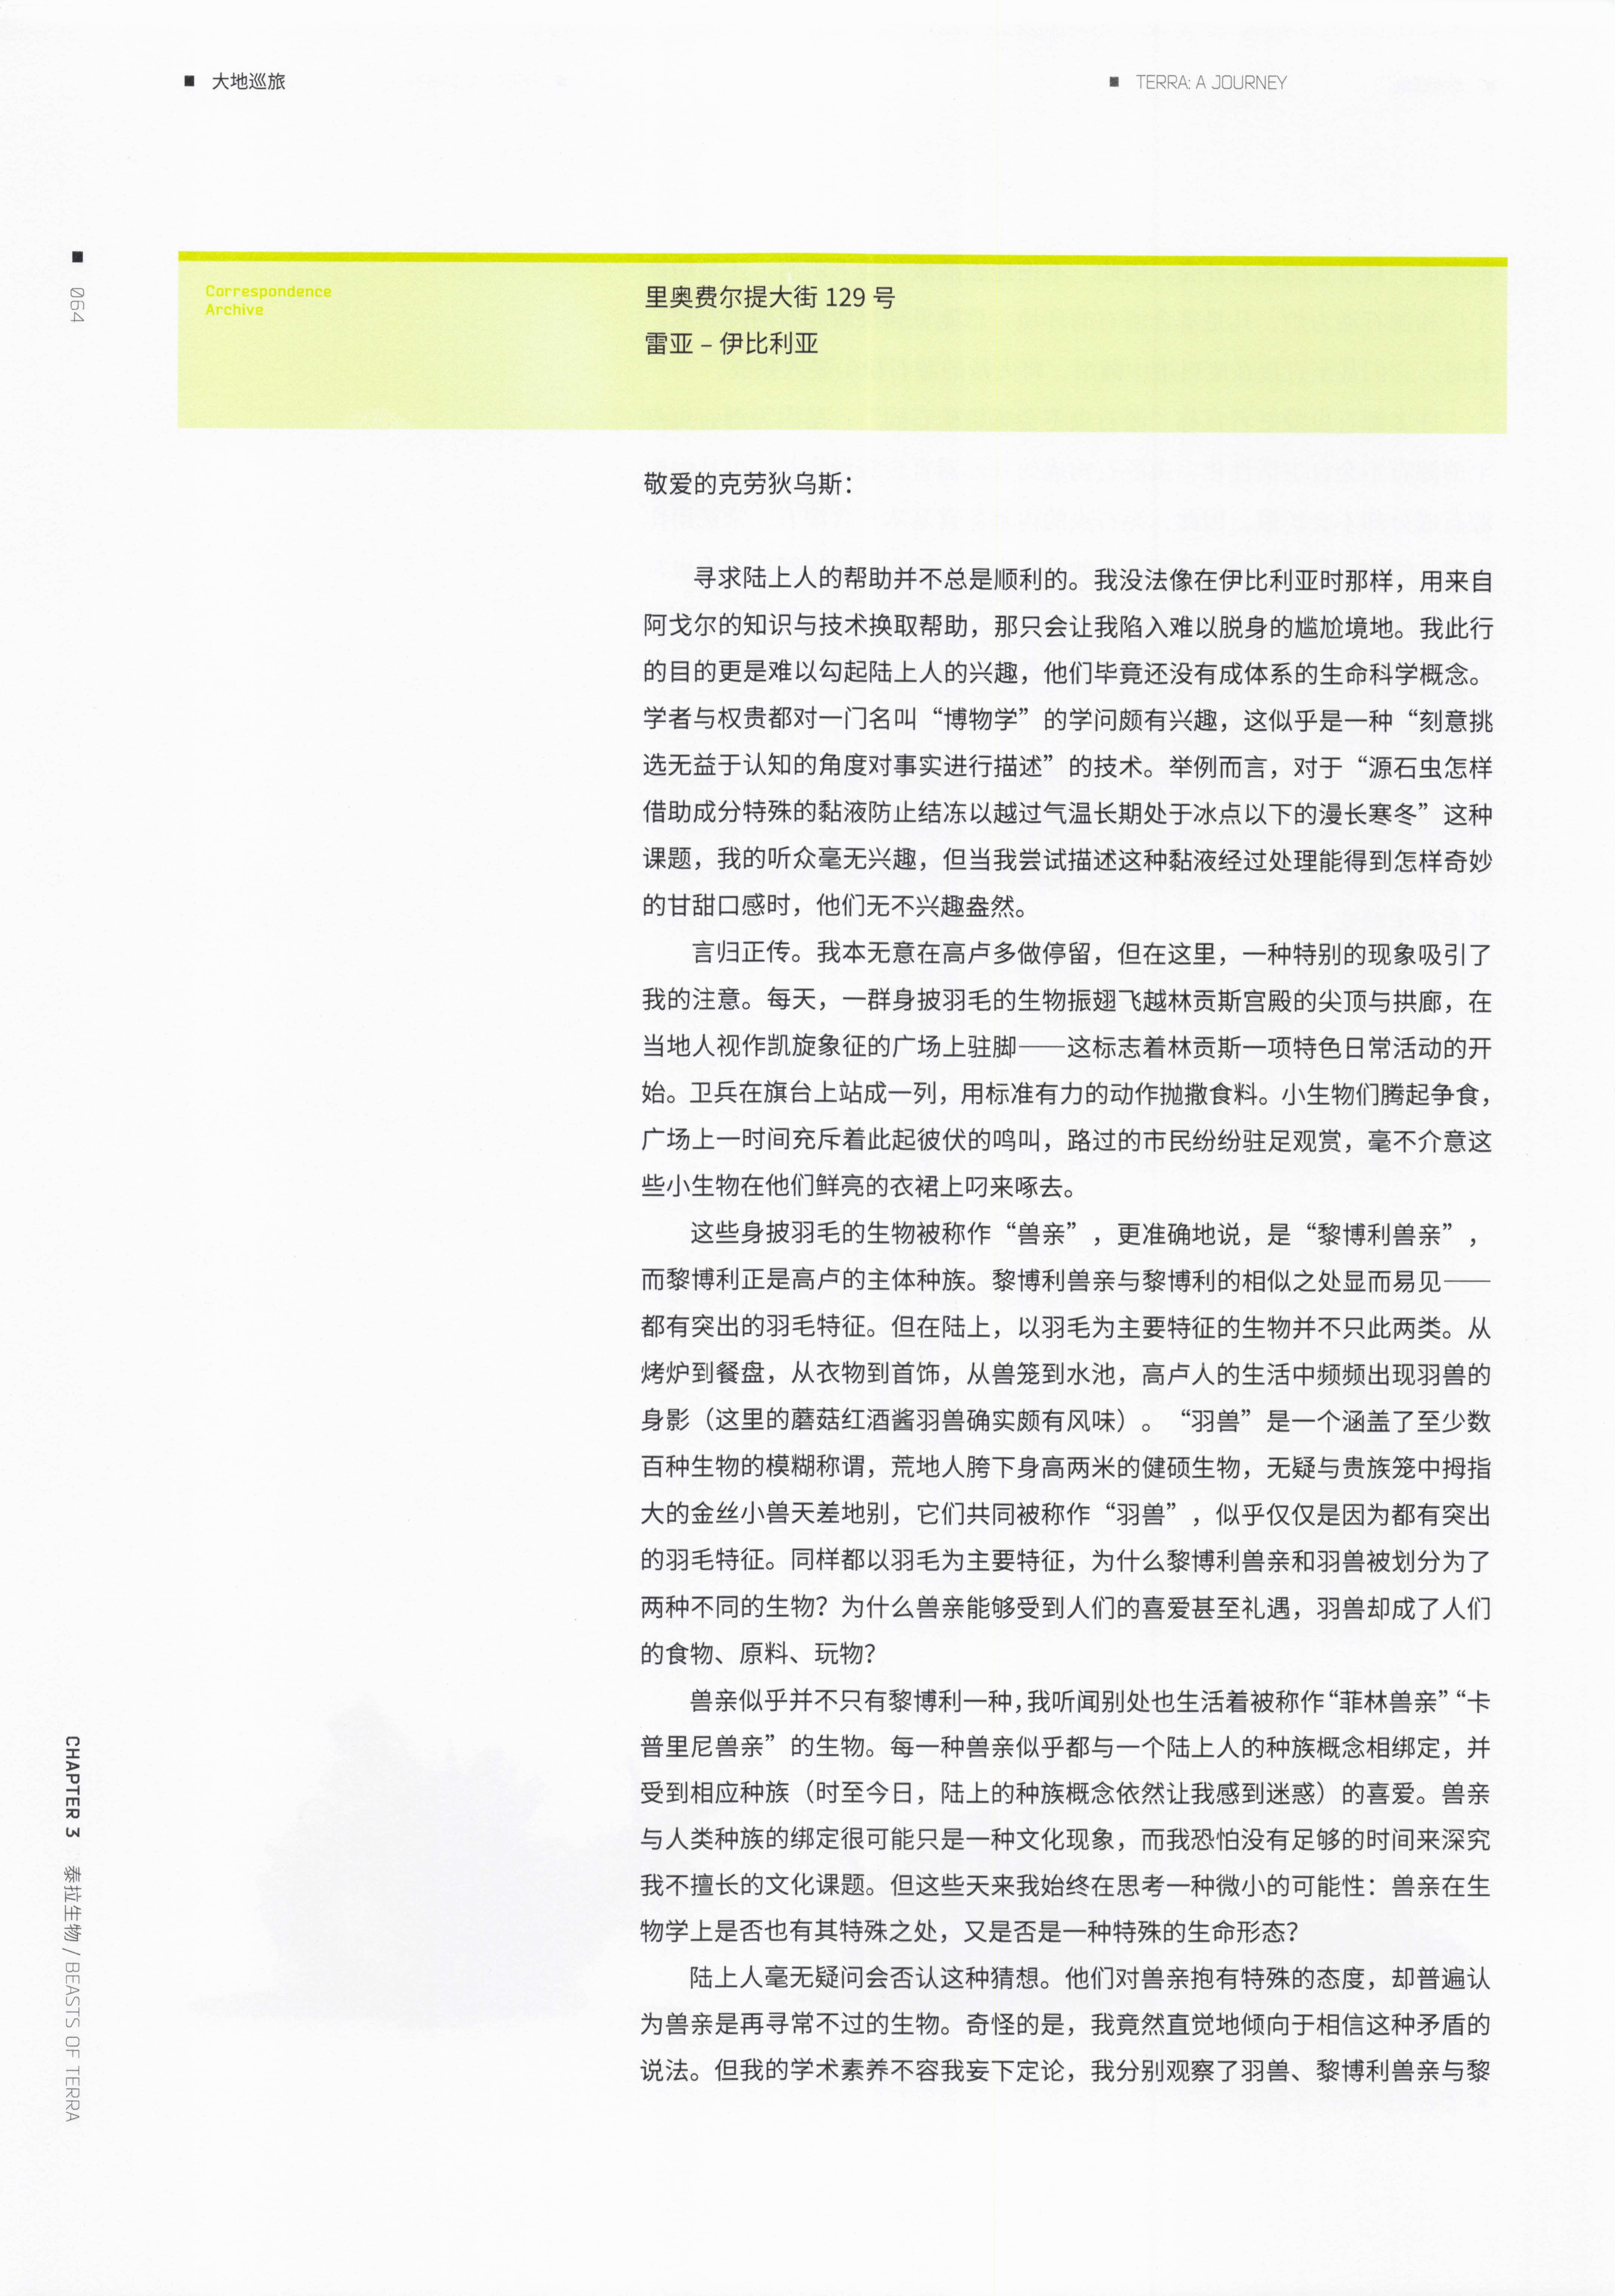 ■ 大地巡旅
■ TERRA: A JOURNEY
■ 064
Correspondence
Archive
里奥费尔提大街 129 号
雷亚 – 伊比利亚
敬爱的克劳狄乌斯：
寻求陆上人的帮助并不总是顺利的。我没法像在伊比利亚时那样，用来自
阿戈尔的知识与技术换取帮助，那只会让我陷入难以脱身的尴尬境地。我此行
的目的更是难以勾起陆上人的兴趣，他们毕竟还没有成体系的生命科学概念。
学者与权贵都对一门名叫“博物学”的学问颇有兴趣，这似乎是一种“刻意挑
选无益于认知的角度对事实进行描述”的技术。举例而言，对于“源石虫怎样
借助成分特殊的黏液防止结冻以越过气温长期处于冰点以下的漫长寒冬”这种
课题，我的听众毫无兴趣，但当我尝试描述这种黏液经过处理能得到怎样奇妙
的甘甜口感时，他们无不兴趣盎然。
言归正传。我本无意在高卢多做停留，但在这里，一种特别的现象吸引了
我的注意。每天，一群身披羽毛的生物振翅飞越林贡斯宫殿的尖顶与拱廊，在
当地人视作凯旋象征的广场上驻脚——这标志着林贡斯一项特色日常活动的开
始。卫兵在旗台上站成一列，用标准有力的动作抛撒食料。小生物们腾起争食，
广场上一时间充斥着此起彼伏的鸣叫，路过的市民纷纷驻足观赏，毫不介意这
些小生物在他们鲜亮的衣裙上叼来啄去。
这些身披羽毛的生物被称作“兽亲”，更准确地说，是“黎博利兽亲”，
而黎博利正是高卢的主体种族。黎博利兽亲与黎博利的相似之处显而易见——
都有突出的羽毛特征。但在陆上，以羽毛为主要特征的生物并不只此两类。从
烤炉到餐盘，从衣物到首饰，从兽笼到水池，高卢人的生活中频频出现羽兽的
身影（这里的蘑菇红酒酱羽兽确实颇有风味）。“羽兽”是一个涵盖了至少数
百种生物的模糊称谓，荒地人胯下身高两米的健硕生物，无疑与贵族笼中拇指
大的金丝小兽天差地别，它们共同被称作“羽兽”，似乎仅仅是因为都有突出
的羽毛特征。同样都以羽毛为主要特征，为什么黎博利兽亲和羽兽被划分为了
两种不同的生物？为什么兽亲能够受到人们的喜爱甚至礼遇，羽兽却成了人们
的食物、原料、玩物？
兽亲似乎并不只有黎博利一种，我听闻别处也生活着被称作“菲林兽亲”“卡
普里尼兽亲”的生物。每一种兽亲似乎都与一个陆上人的种族概念相绑定，并
受到相应种族（时至今日，陆上的种族概念依然让我感到迷惑）的喜爱。兽亲
与人类种族的绑定很可能只是一种文化现象，而我恐怕没有足够的时间来深究
我不擅长的文化课题。但这些天来我始终在思考一种微小的可能性：兽亲在生
物学上是否也有其特殊之处，又是否是一种特殊的生命形态？
陆上人毫无疑问会否认这种猜想。他们对兽亲抱有特殊的态度，却普遍认
为兽亲是再寻常不过的生物。奇怪的是，我竟然直觉地倾向于相信这种矛盾的
说法。但我的学术素养不容我妄下定论，我分别观察了羽兽、黎博利兽亲与黎
CHAPTER 3 泰拉生物 / BEASTS OF TERRA